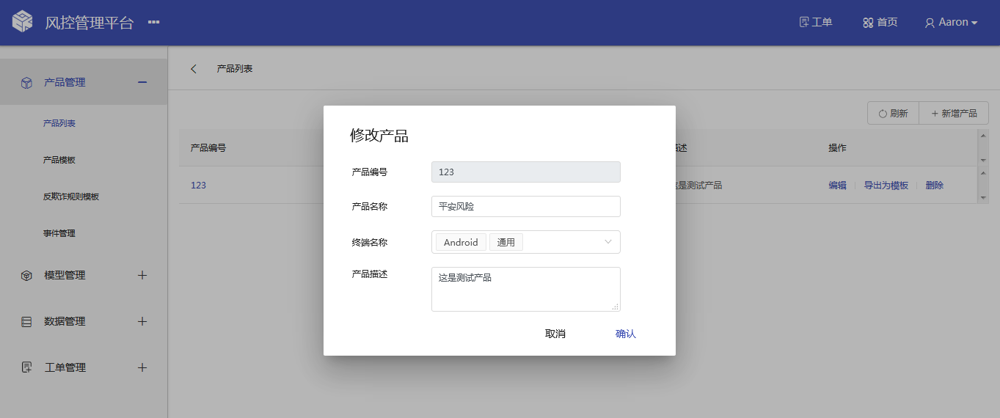 风控管理平台
工单
首页
Aaron
产品管理
产品列表
产品模板
反欺诈规则模板
事件管理
模型管理
数据管理
工单管理
产品列表
刷新
新增产品
产品编号
述
操作
123
是测试产品
编辑
导出为模板
删除
修改产品
产品编号
123
产品名称
平安风险
终端名称
Android
通用
产品描述
这是测试产品
取消
确认